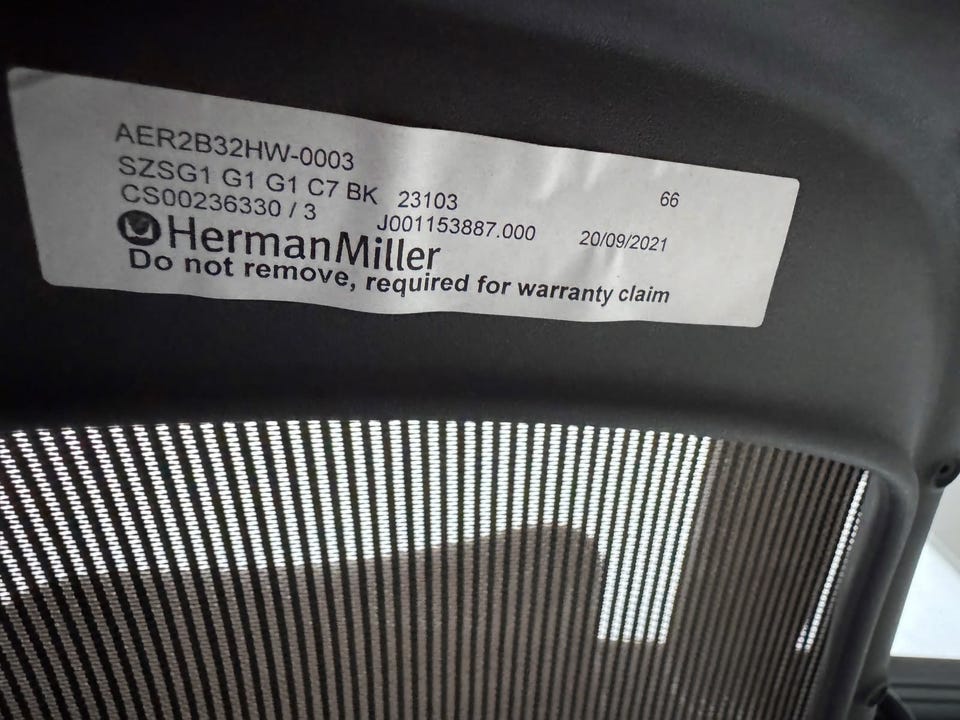 AER2B32HW-0003
SZSG1 G1 G1 C7 BK 23103 66
CS00236330 / 3 J001153887.000 20/09/2021
HermanMiller
Do not remove, required for warranty claim